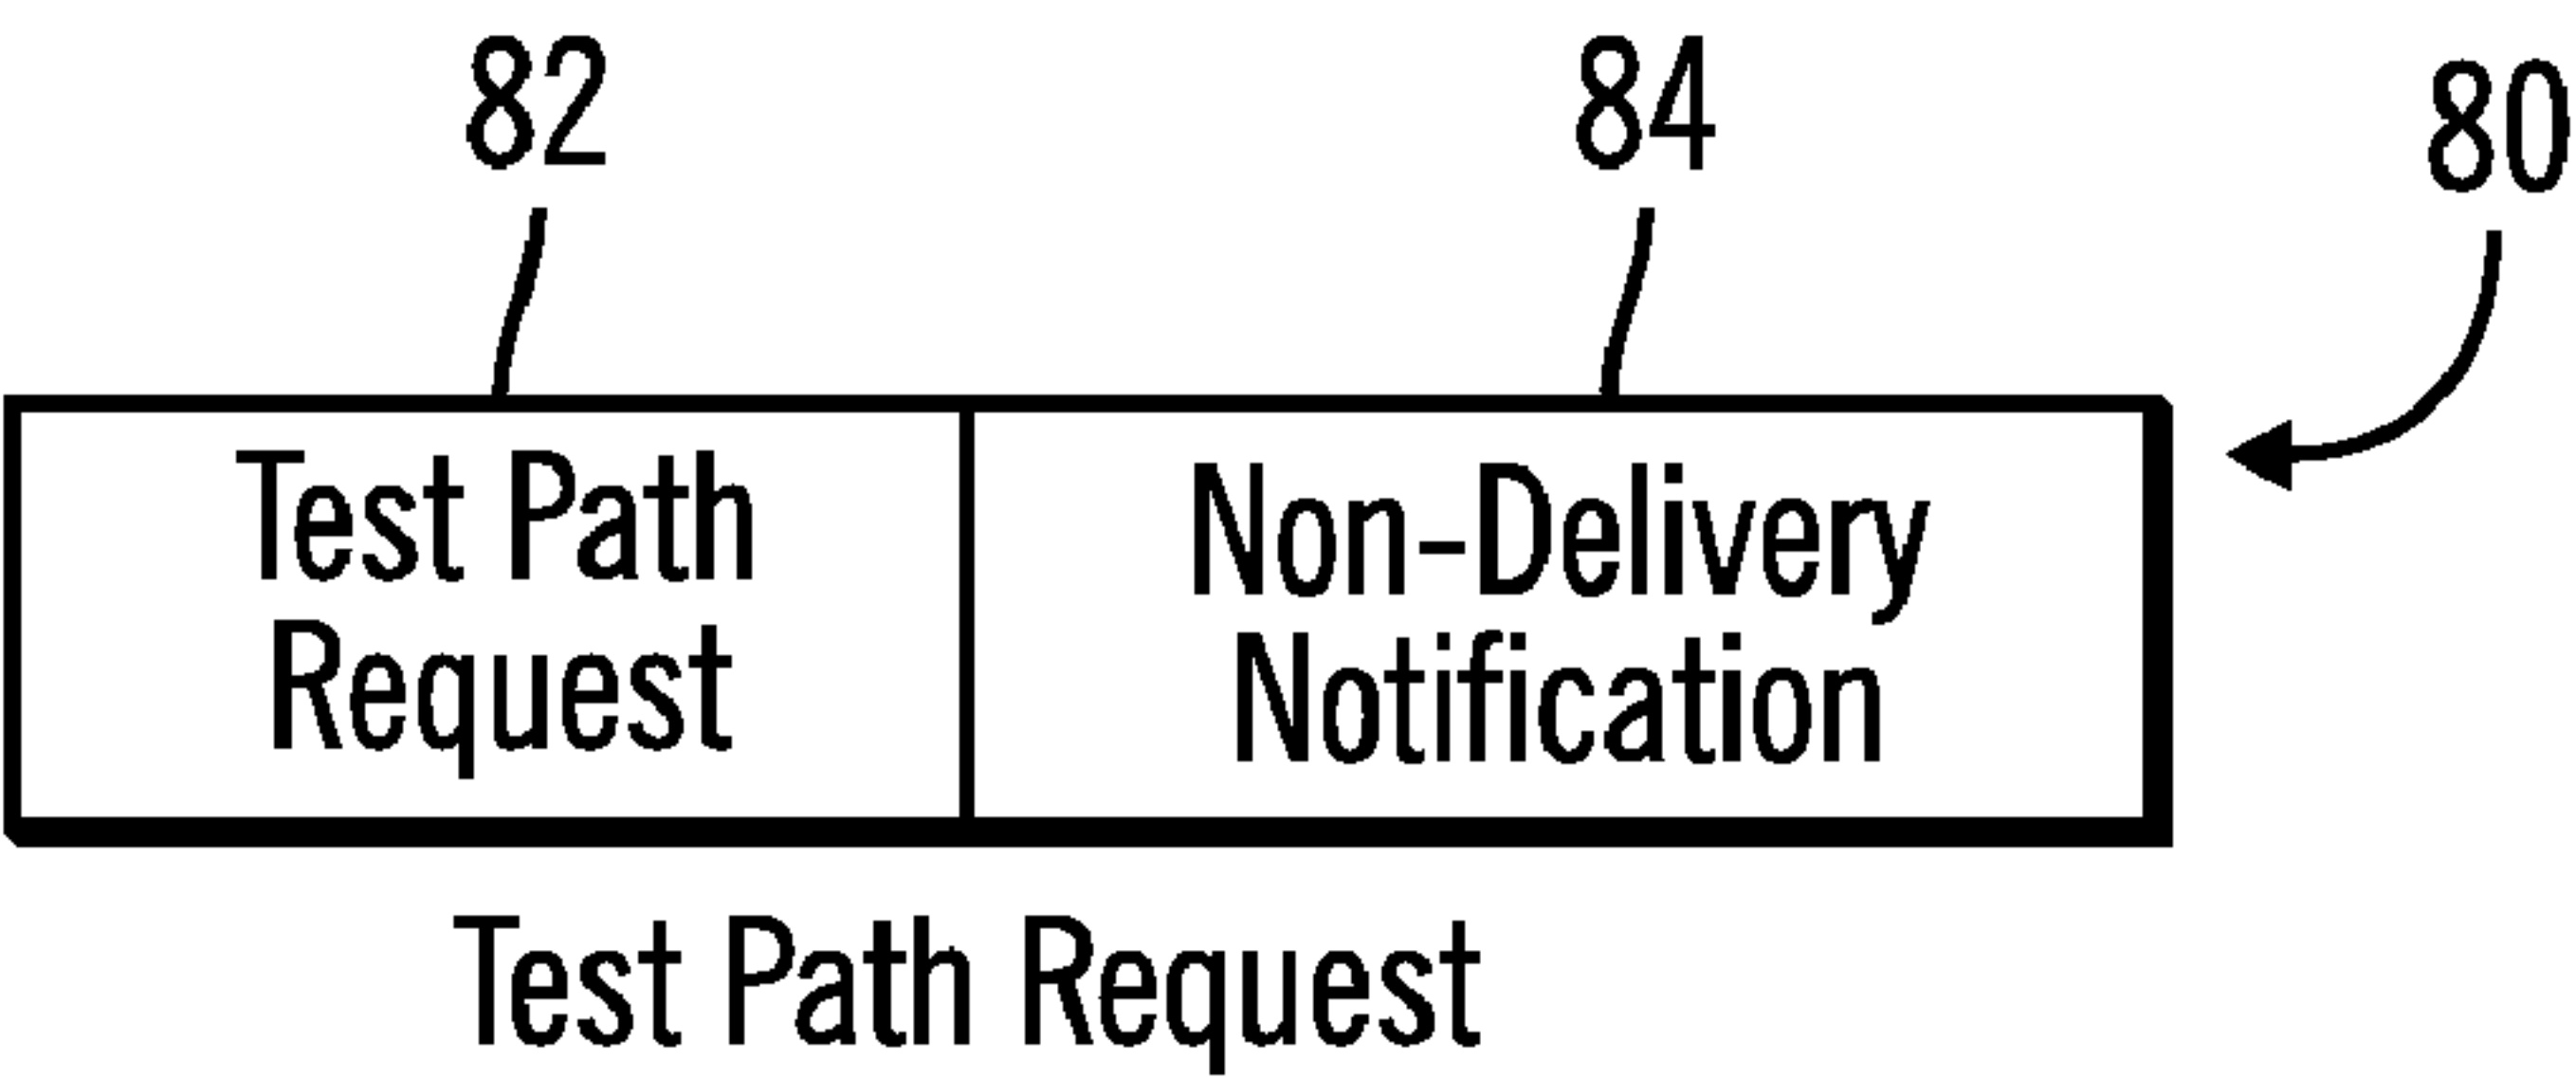 82
84
80
Test Path
Request
Non-Delivery
Notification
Test Path Request